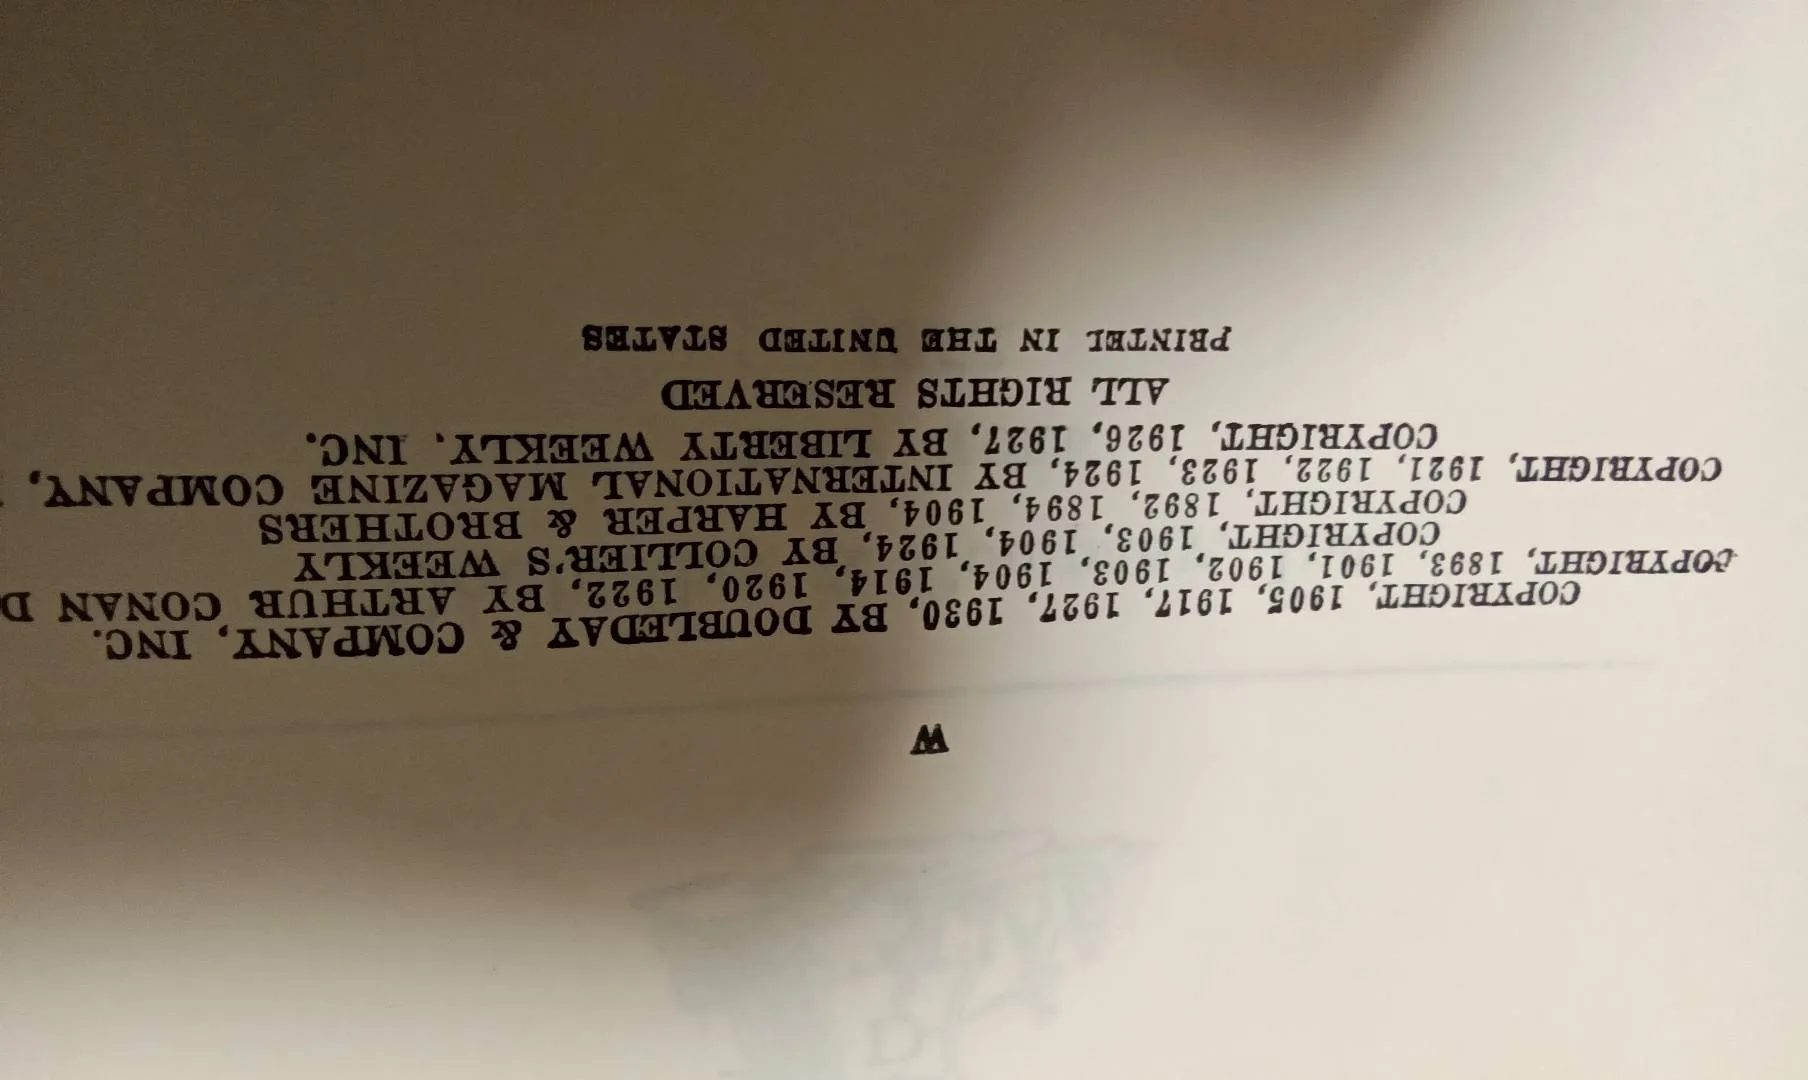 W
COPYRIGHT, 1905, 1917, 1927, 1930, BY DOUBLEDAY & COMPANY, INC.
COPYRIGHT, 1893, 1901, 1902, 1903, 1904, 1914, 1920, 1922, BY ARTHUR CONAN D
COPYRIGHT, 1903, 1904, 1924, BY COLLIER'S WEEKLY
COPYRIGHT, 1892, 1894, 1904, BY HARPER & BROTHERS
COPYRIGHT, 1921, 1922, 1923, 1924, BY INTERNATIONAL MAGAZINE COMPANY,
COPYRIGHT, 1926, 1927, BY LIBERTY WEEKLY, INC.
ALL RIGHTS RESERVED
PRINTED IN THE UNITED STATES